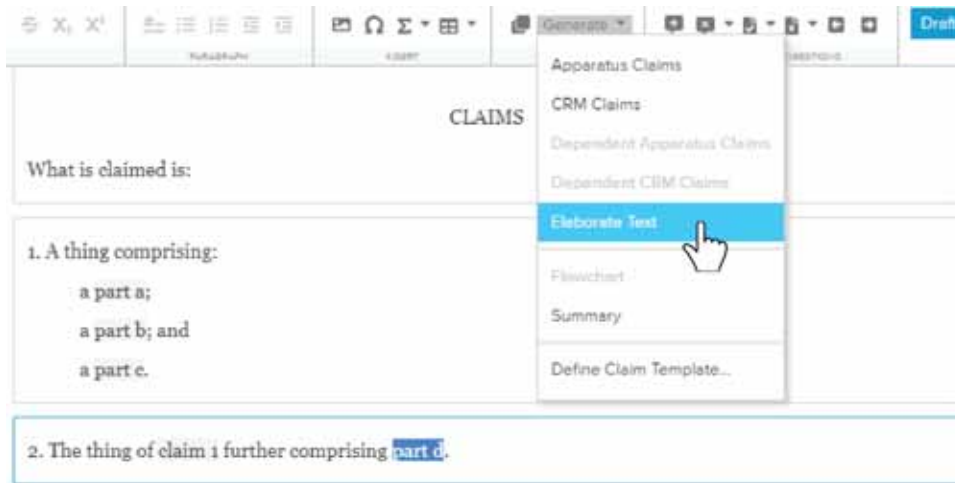 Generate
Draft
PARAGRAPH
INSERT
Apparatus Claims
CRM Claims
Dependent Apparatus Claims
Dependent CRM Claims
Elaborate Text
Flowchart
Summary
Define Claim Template...
CLAIMS
What is claimed is:
1. A thing comprising:
a part a;
a part b; and
a part c.
2. The thing of claim 1 further comprising part d.